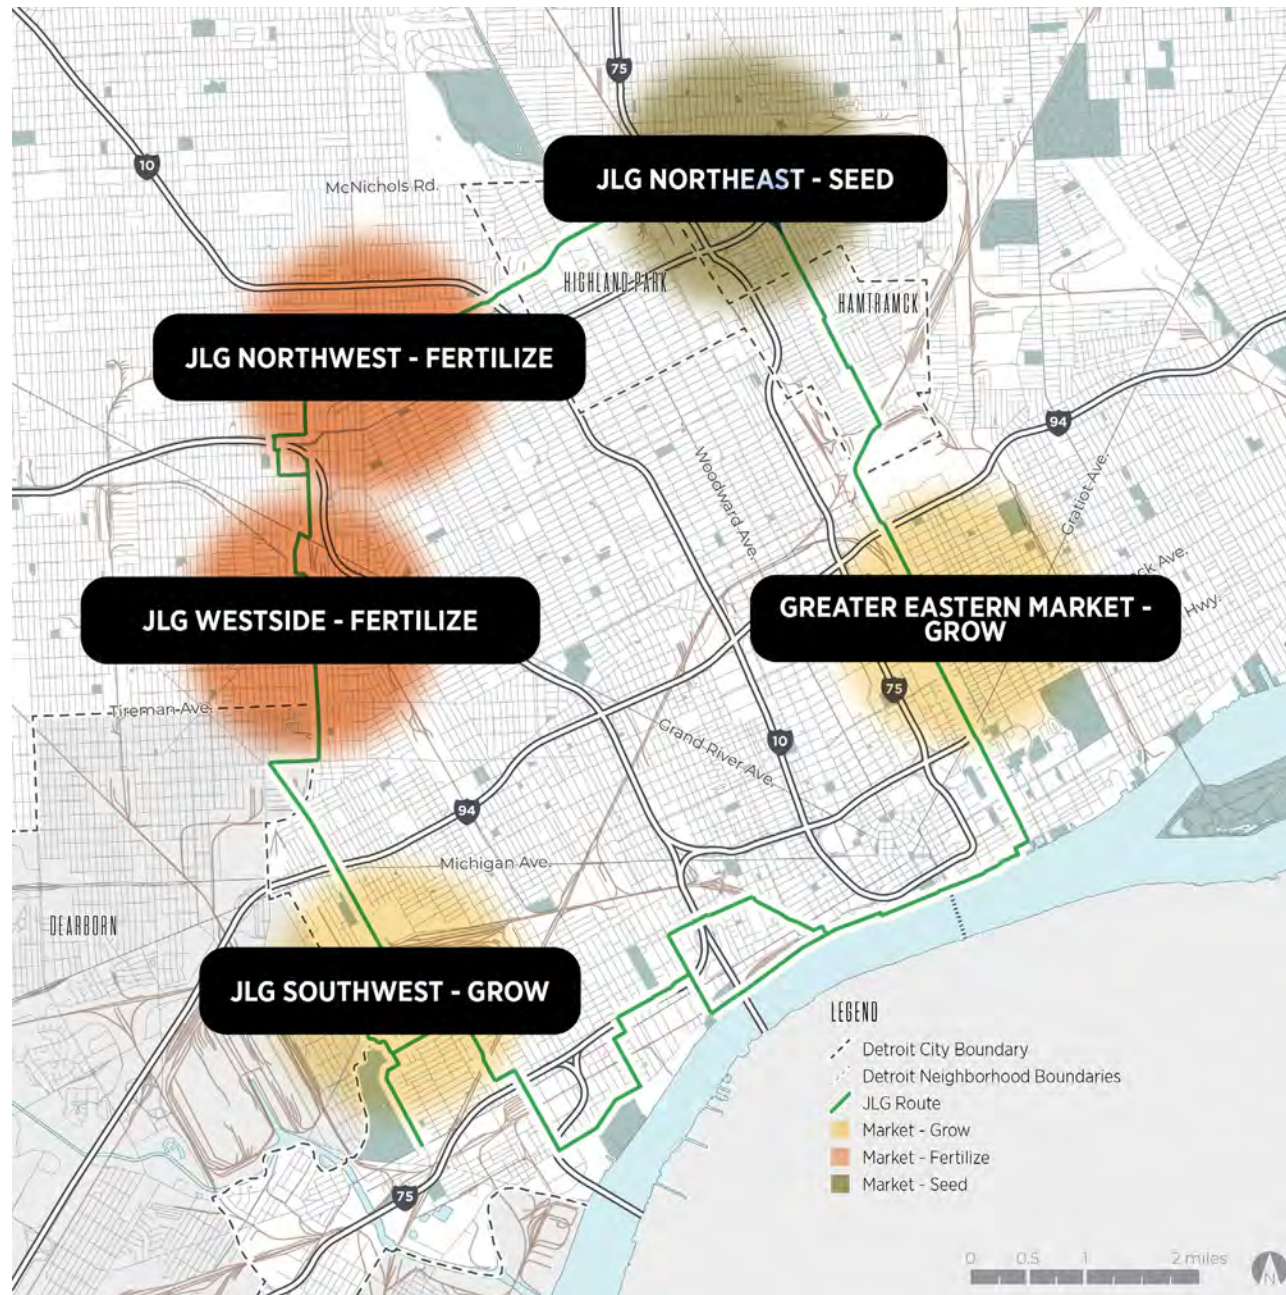 75
10
McNichols Rd.
JLG NORTHEAST - SEED
HIGHLAND PARK
HAMTRAMCK
JLG NORTHWEST - FERTILIZE
94
Woodward Ave.
Gratiot Ave.
JLG WESTSIDE - FERTILIZE
GREATER EASTERN MARKET -
GROW
ck Ave.
Hwy.
75
Tireman Ave.
Grand River Ave.
10
94
Michigan Ave.
DEARBORN
JLG SOUTHWEST - GROW
75
LEGEND
Detroit City Boundary
Detroit Neighborhood Boundaries
JLG Route
Market - Grow
Market - Fertilize
Market - Seed
0 0.5 1 2 miles
N